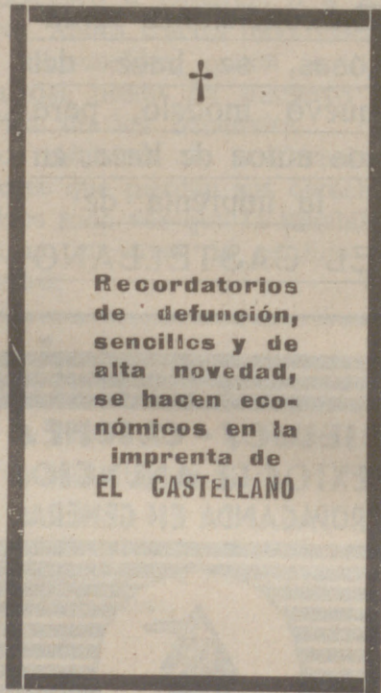 †
Recordatorios
de defunción,
sencillos y de
alta novedad,
se hacen eco-
nómicos en la
imprenta de
EL CASTELLANO